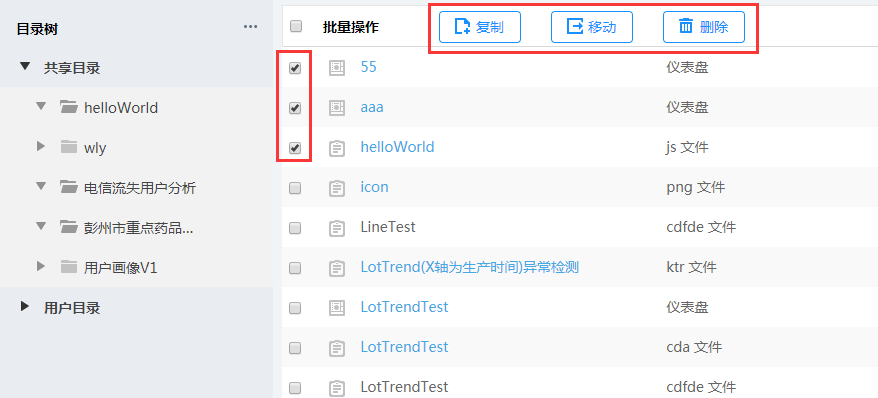 目录树 ···
共享目录
helloWorld
wly
电信流失用户分析
彭州市重点药品...
用户画像V1
用户目录
批量操作 复制 移动 删除
55 仪表盘
aaa 仪表盘
helloWorld js 文件
icon png 文件
LineTest cdfde 文件
LotTrend(X轴为生产时间)异常检测 ktr 文件
LotTrendTest 仪表盘
LotTrendTest cda 文件
LotTrendTest cdfde 文件